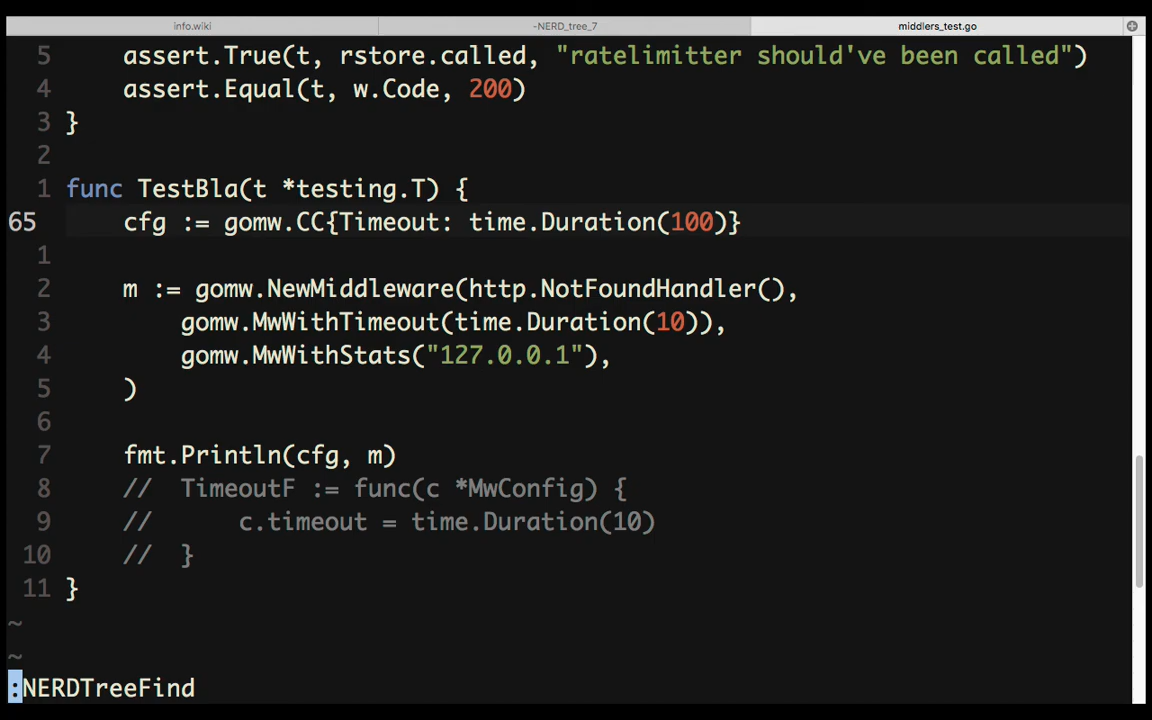 info.wiki -NERD_tree_7 middlers_test.go
5 assert.True(t, rstore.called, "ratelimitter should've been called")
4 assert.Equal(t, w.Code, 200)
3 }
2
1 func TestBla(t *testing.T) {
65 cfg := gomw.CC{Timeout: time.Duration(100)}
1
2 m := gomw.NewMiddleware(http.NotFoundHandler(),
3 gomw.MwWithTimeout(time.Duration(10)),
4 gomw.MwWithStats("127.0.0.1"),
5 )
6
7 fmt.Println(cfg, m)
8 // TimeoutF := func(c *MwConfig) {
9 // c.timeout = time.Duration(10)
10 // }
11 }
~
~
:NERDTreeFind